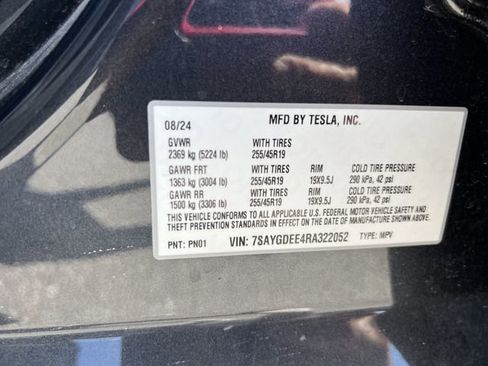 MFD BY TESLA, INC.
08/24
GVWR WITH TIRES
2369 kg (5224 lb) 255/45R19
GAWR FRT WITH TIRES RIM COLD TIRE PRESSURE
1363 kg (3004 lb) 255/45R19 19X9.5J 290 kPa, 42 psi
GAWR RR WITH TIRES RIM COLD TIRE PRESSURE
1500 kg (3306 lb) 255/45R19 19X9.5J 290 kPa, 42 psi
THIS VEHICLE CONFORMS TO ALL APPLICABLE U.S. FEDERAL MOTOR VEHICLE SAFETY AND
THEFT PREVENTION STANDARDS IN EFFECT ON THE DATE OF MANUFACTURE SHOWN ABOVE.
PNT: PN01 VIN: 7SAYGDEE4RA322052 TYPE: MPV